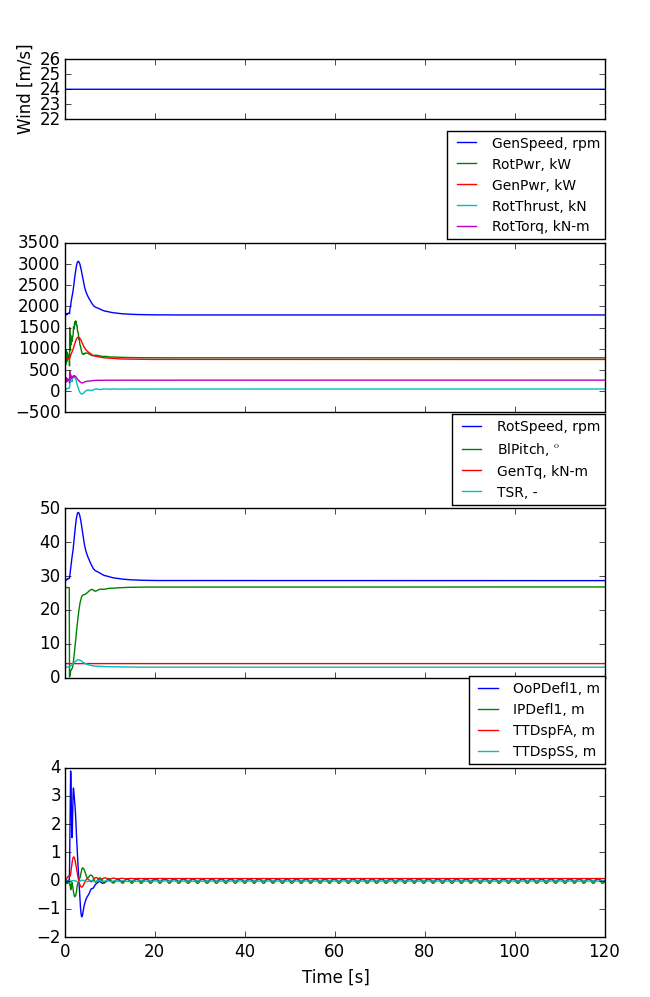 Wind [m/s]
26
25
24
23
22
GenSpeed, rpm
RotPwr, kW
GenPwr, kW
RotThrust, kN
RotTorq, kN-m
3500
3000
2500
2000
1500
1000
500
0
−500
RotSpeed, rpm
BlPitch, °
GenTq, kN-m
TSR, -
50
40
30
20
10
0
OoPDefl1, m
IPDefl1, m
TTDspFA, m
TTDspSS, m
4
3
2
1
0
−1
−2
0 20 40 60 80 100 120
Time [s]